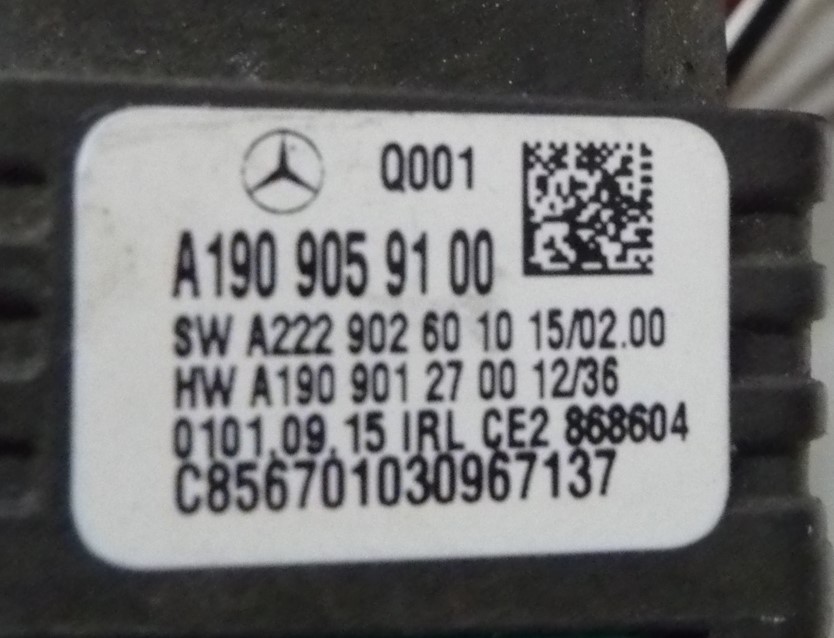 Q001
A190 905 91 00
SW A222 902 60 10 15/02.00
HW A190 901 27 00 12/36
0101.09.15 IRL CE2 868604
C856701030967137